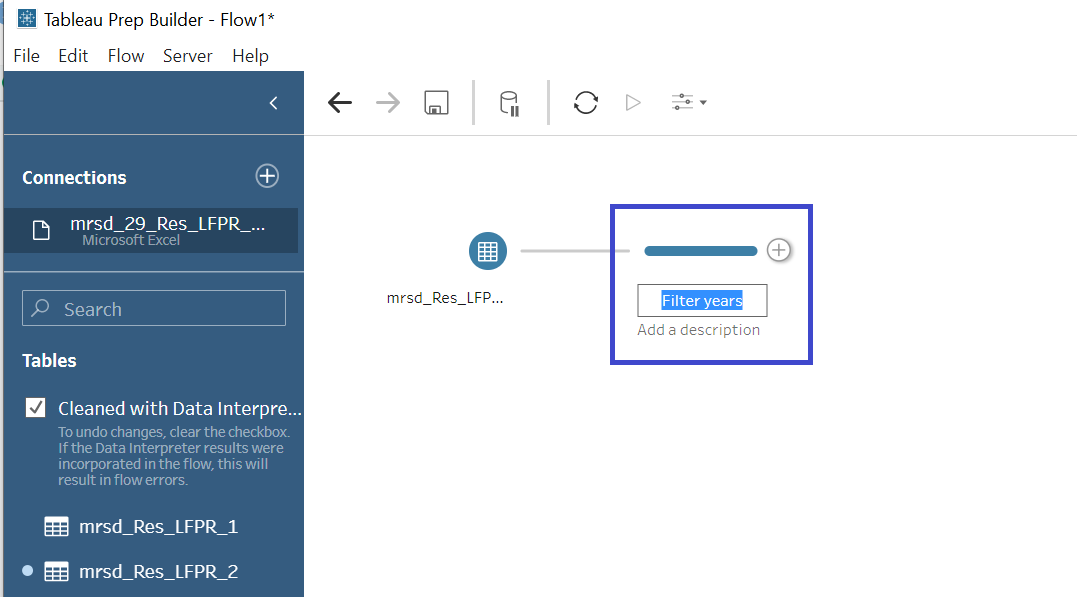 Tableau Prep Builder - Flow1*
File Edit Flow Server Help
Connections
mrsd_29_Res_LFPR_...
Microsoft Excel
Search
Tables
Cleaned with Data Interpre...
To undo changes, clear the checkbox.
If the Data Interpreter results were
incorporated in the flow, this will
result in flow errors.
mrsd_Res_LFPR_1
mrsd_Res_LFPR_2
mrsd_Res_LFP...
Filter years
Add a description